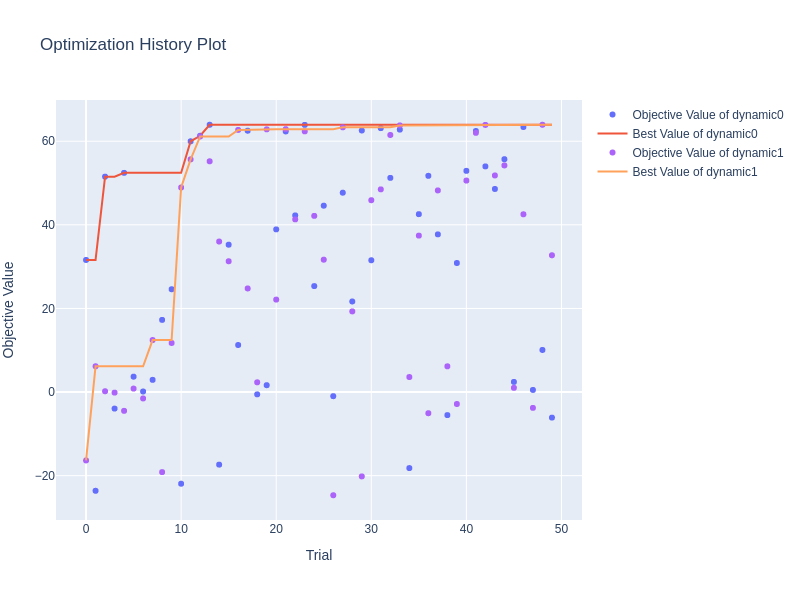 Optimization History Plot
Objective Value of dynamic0
Best Value of dynamic0
Objective Value of dynamic1
Best Value of dynamic1
Objective Value
60
40
20
0
−20
0 10 20 30 40 50
Trial